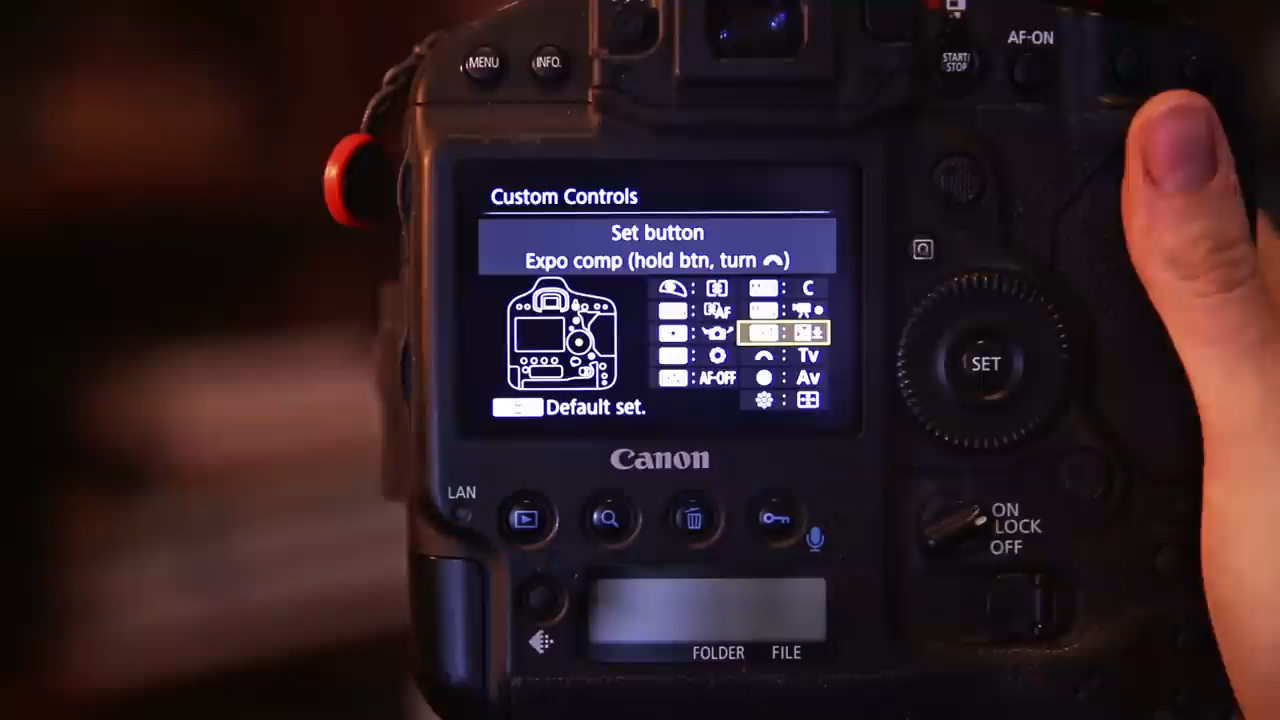 MENU
INFO.
START/
STOP
AF-ON
Custom Controls
Set button
Expo comp (hold btn, turn )
: : C
: AF :
: :
: : Tv
: AF-OFF : Av
:
Default set.
Q
SET
Canon
LAN
ON
LOCK
OFF
FOLDER FILE